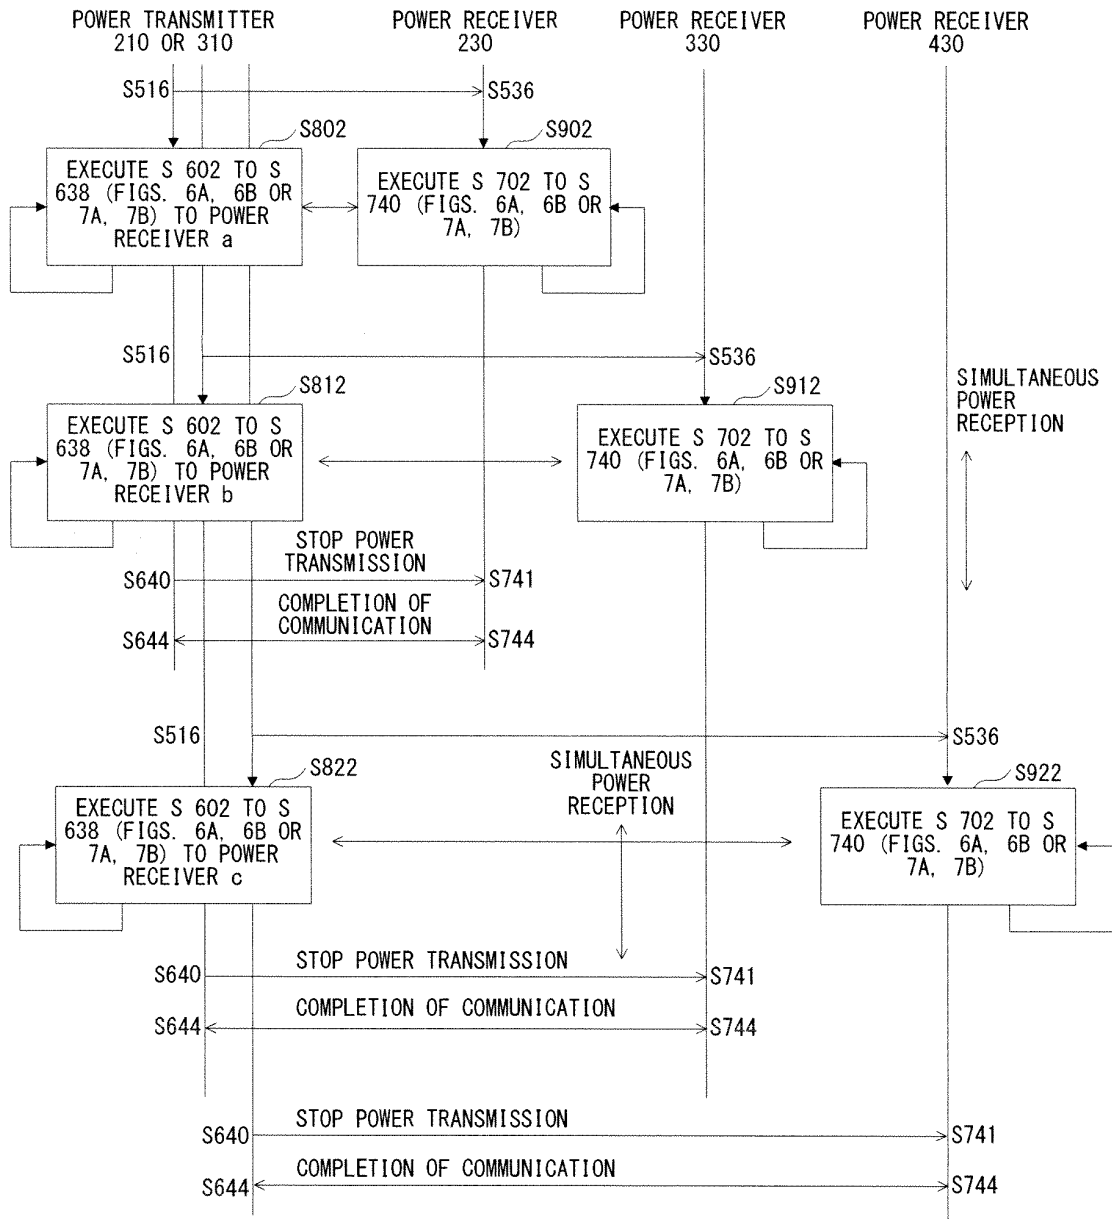 POWER TRANSMITTER
210 OR 310
POWER RECEIVER
230
POWER RECEIVER
330
POWER RECEIVER
430
S516
S536
S802
S902
EXECUTE S 602 TO S
638 (FIGS. 6A, 6B OR
7A, 7B) TO POWER
RECEIVER a
EXECUTE S 702 TO S
740 (FIGS. 6A, 6B OR
7A, 7B)
S516
S536
S812
S912
EXECUTE S 602 TO S
638 (FIGS. 6A, 6B OR
7A, 7B) TO POWER
RECEIVER b
EXECUTE S 702 TO S
740 (FIGS. 6A, 6B OR
7A, 7B)
SIMULTANEOUS
POWER
RECEPTION
STOP POWER
TRANSMISSION
S640
S741
COMPLETION OF
COMMUNICATION
S644
S744
S516
S536
S822
SIMULTANEOUS
POWER
RECEPTION
S922
EXECUTE S 602 TO S
638 (FIGS. 6A, 6B OR
7A, 7B) TO POWER
RECEIVER c
EXECUTE S 702 TO S
740 (FIGS. 6A, 6B OR
7A, 7B)
STOP POWER TRANSMISSION
S640
S741
COMPLETION OF COMMUNICATION
S644
S744
STOP POWER TRANSMISSION
S640
S741
COMPLETION OF COMMUNICATION
S644
S744